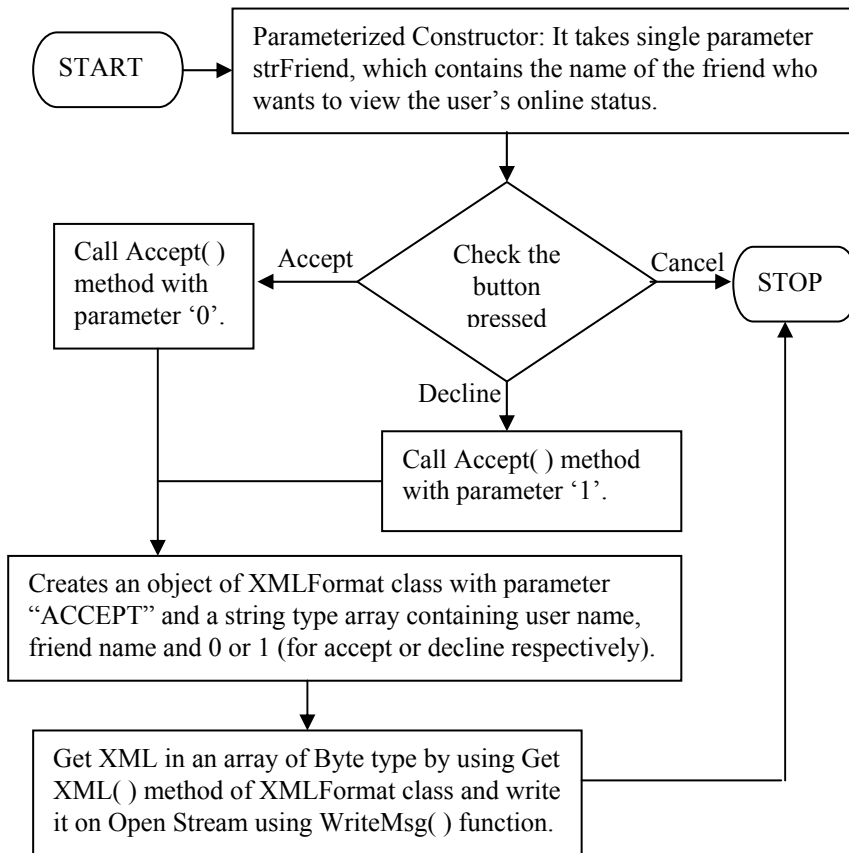 START
Parameterized Constructor: It takes single parameter
strFriend, which contains the name of the friend who
wants to view the user’s online status.
Call Accept( )
method with
parameter ‘0’.
Accept
Check the
button
pressed
Cancel
STOP
Decline
Call Accept( ) method
with parameter ‘1’.
Creates an object of XMLFormat class with parameter
“ACCEPT” and a string type array containing user name,
friend name and 0 or 1 (for accept or decline respectively).
Get XML in an array of Byte type by using Get
XML( ) method of XMLFormat class and write
it on Open Stream using WriteMsg( ) function.